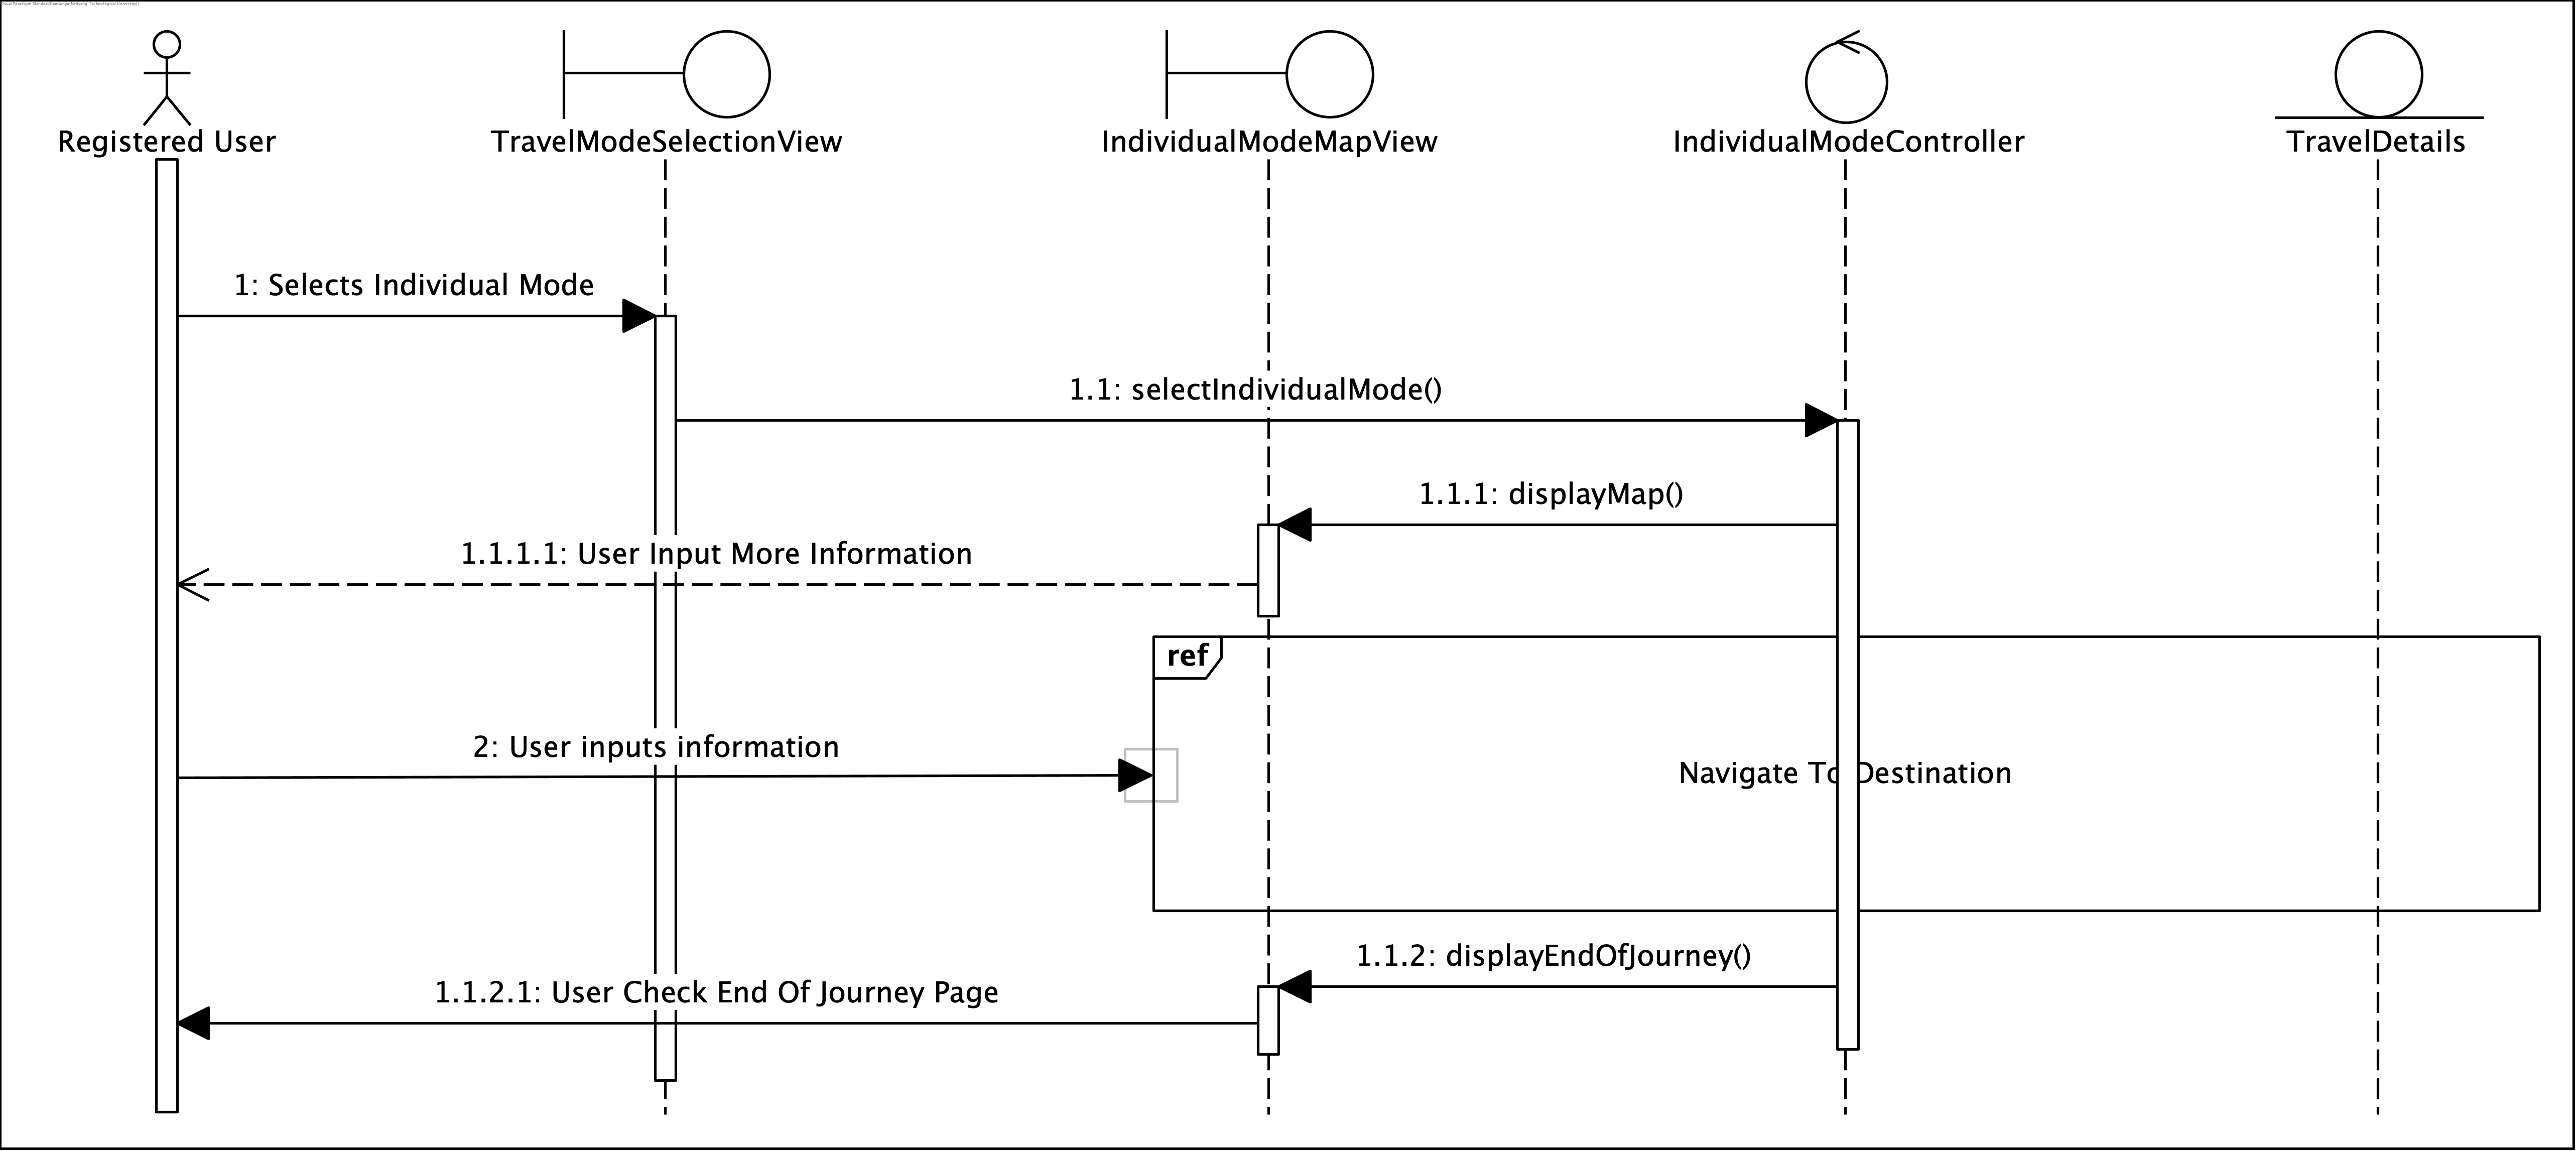 Visual Paradigm Standard(
Nanyang Technological University)
Registered User
TravelModeSelectionView
IndividualModeMapView
IndividualModeController
TravelDetails
1: Selects Individual Mode
1.1: selectIndividualMode()
1.1.1: displayMap()
1.1.1.1: User Input More Information
ref
2: User inputs information
Navigate To Destination
1.1.2: displayEndOfJourney()
1.1.2.1: User Check End Of Journey Page